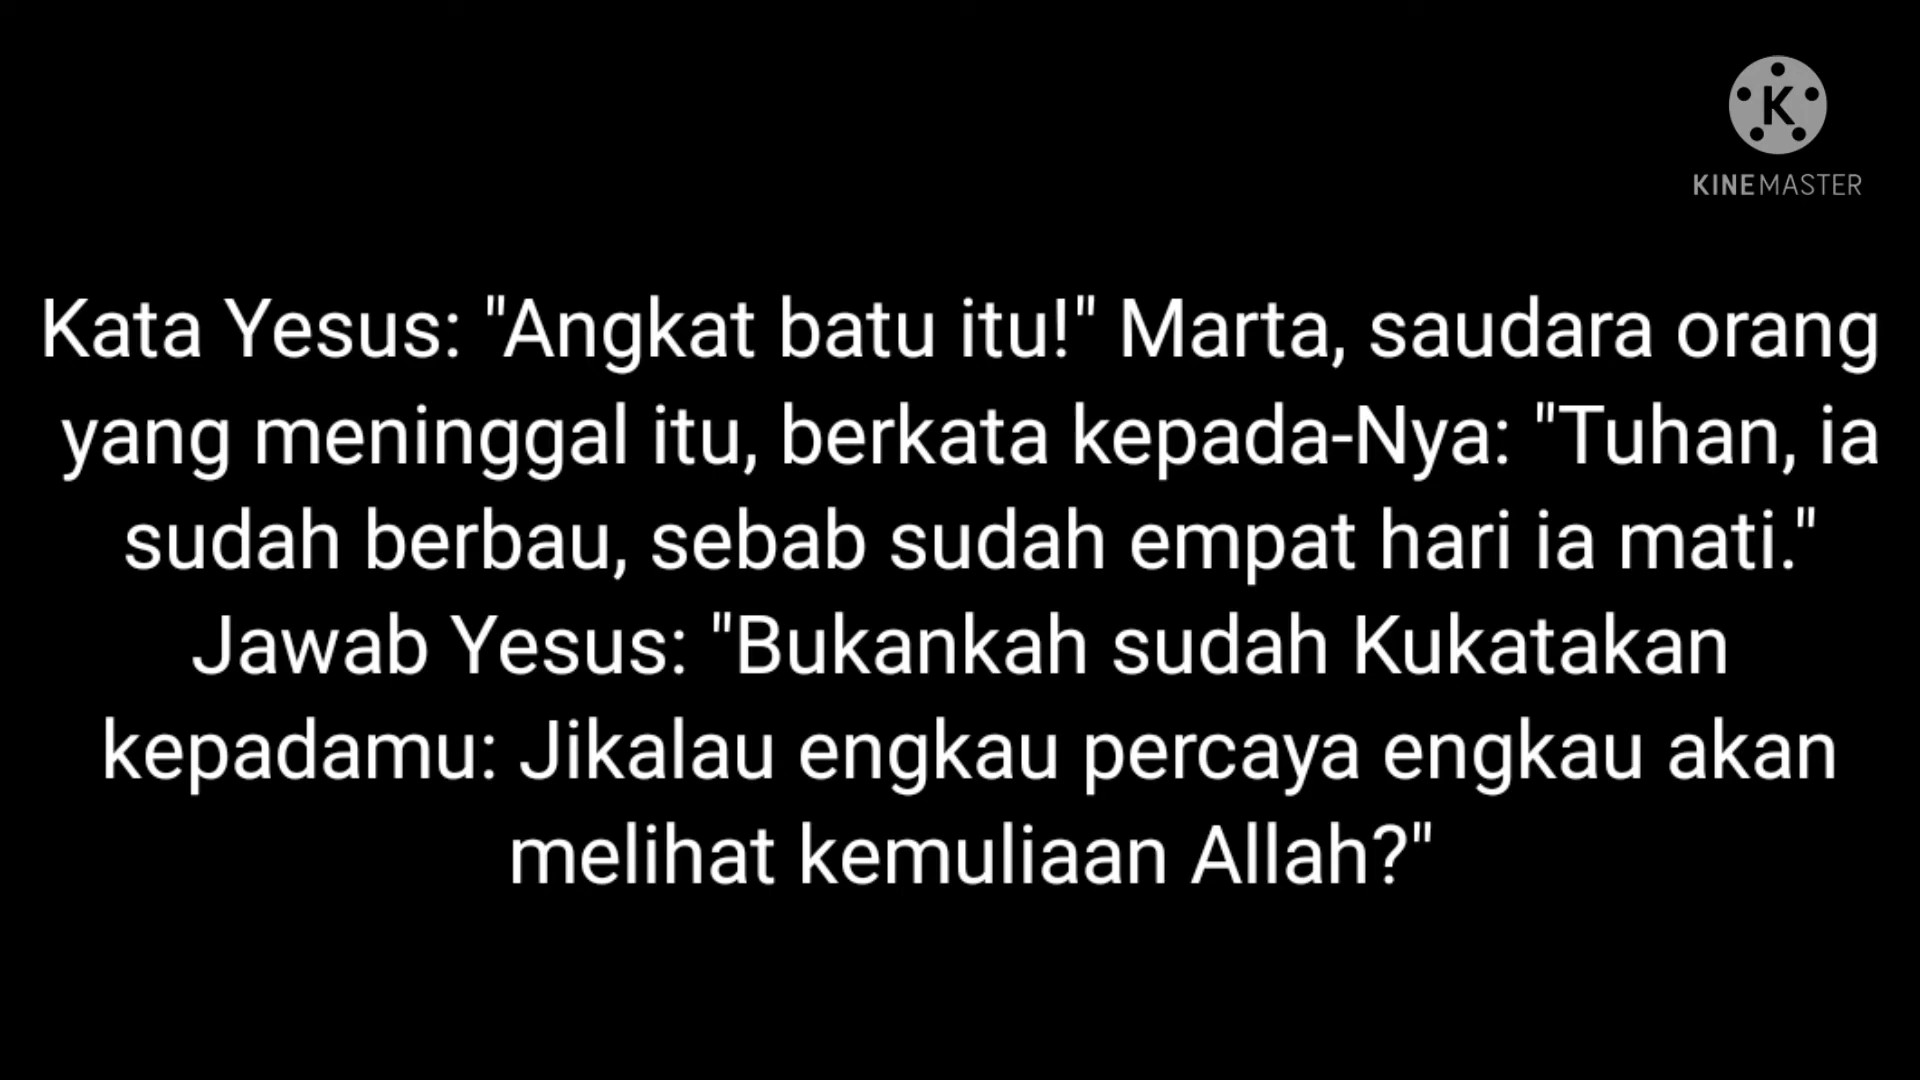 K
KINEMASTER
Kata Yesus: "Angkat batu itu!" Marta, saudara orang
yang meninggal itu, berkata kepada-Nya: "Tuhan, ia
sudah berbau, sebab sudah empat hari ia mati."
Jawab Yesus: "Bukankah sudah Kukatakan
kepadamu: Jikalau engkau percaya engkau akan
melihat kemuliaan Allah?"